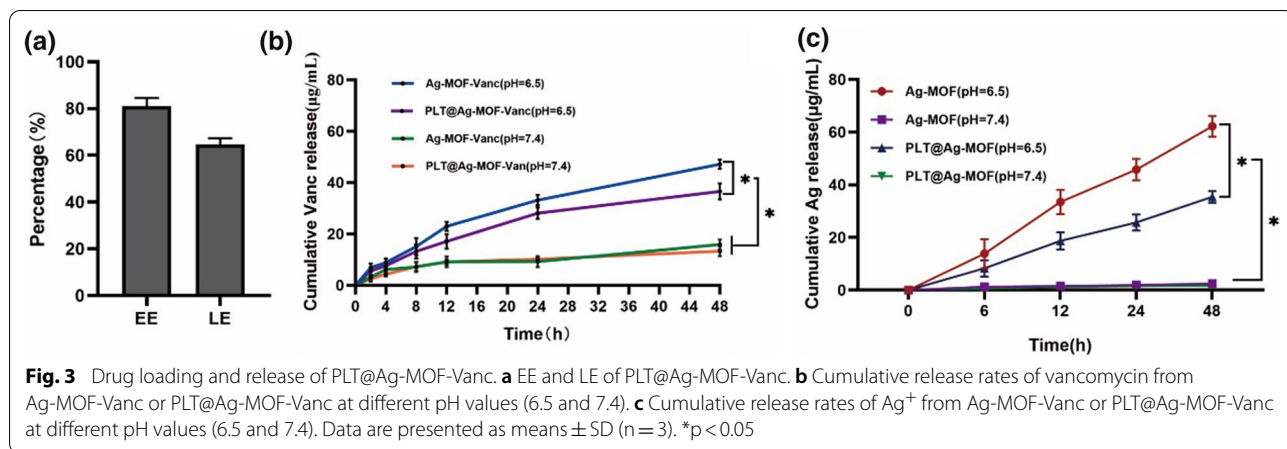 (a)
Percentage (%)
100
80
60
40
20
0
EE LE
(b)
Cumulative Vanc release(μg/mL)
80
60
40
20
0
Ag-MOF-Vanc(pH=6.5)
PLT@Ag-MOF-Vanc(pH=6.5)
Ag-MOF-Vanc(pH=7.4)
PLT@Ag-MOF-Van(pH=7.4)
*
*
0 4 8 12 16 20 24 28 32 36 40 44 48
Time(h)
(c)
Cumulative Ag release(μg/mL)
80
60
40
20
0
Ag-MOF(pH=6.5)
Ag-MOF(pH=7.4)
PLT@Ag-MOF(pH=6.5)
PLT@Ag-MOF(pH=7.4)
*
*
0 6 12 24 48
Time(h)
Fig. 3 Drug loading and release of PLT@Ag-MOF-Vanc. a EE and LE of PLT@Ag-MOF-Vanc. b Cumulative release rates of vancomycin from
Ag-MOF-Vanc or PLT@Ag-MOF-Vanc at different pH values (6.5 and 7.4). c Cumulative release rates of Ag⁺ from Ag-MOF-Vanc or PLT@Ag-MOF-Vanc
at different pH values (6.5 and 7.4). Data are presented as means ± SD (n = 3). *p < 0.05